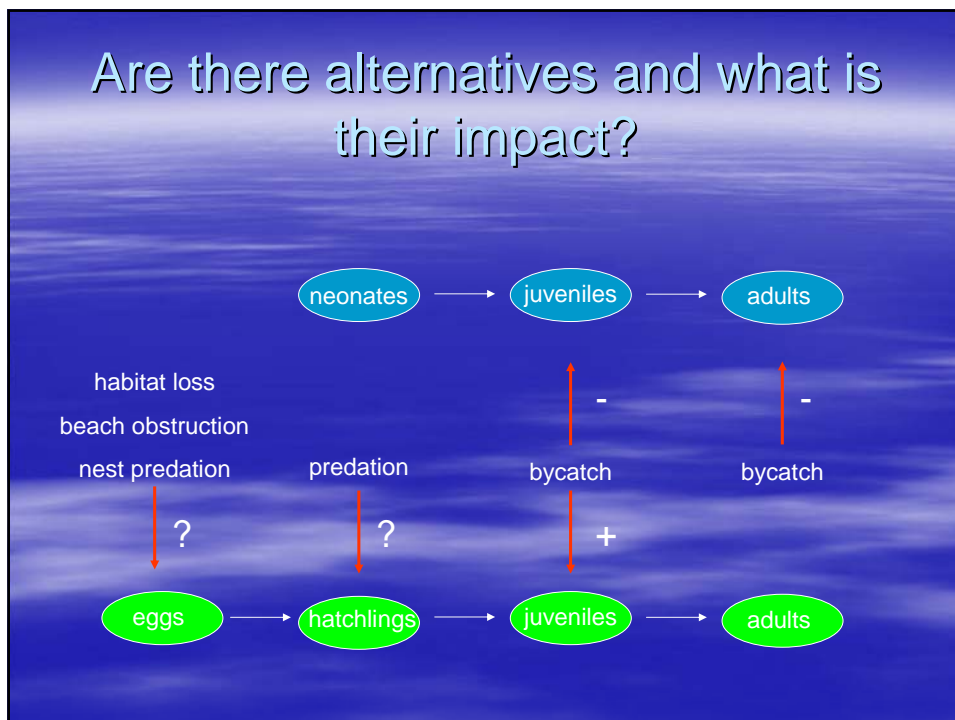 Are there alternatives and what is
their impact?
neonates
juveniles
adults
habitat loss
beach obstruction
nest predation
predation
bycatch
bycatch
-
-
?
?
+
eggs
hatchlings
juveniles
adults